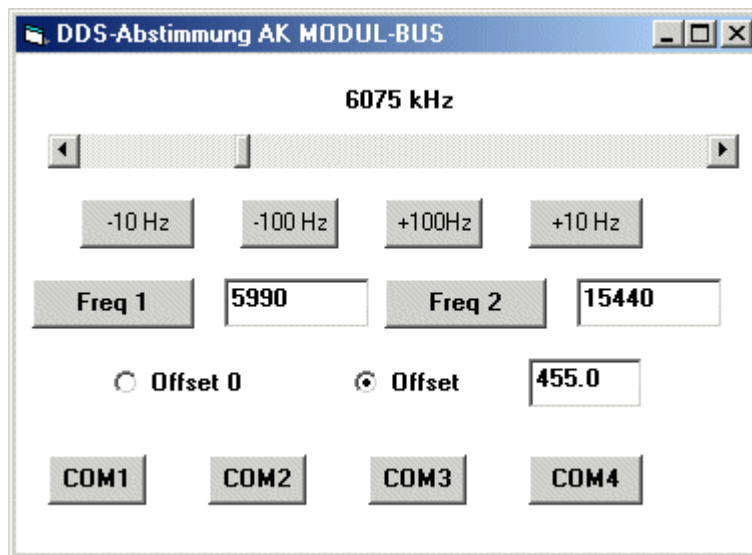 DDS-Abstimmung AK MODUL-BUS
6075 kHz
-10 Hz -100 Hz +100Hz +10 Hz
Freq 1 5990 Freq 2 15440
Offset 0 Offset 455.0
COM1 COM2 COM3 COM4